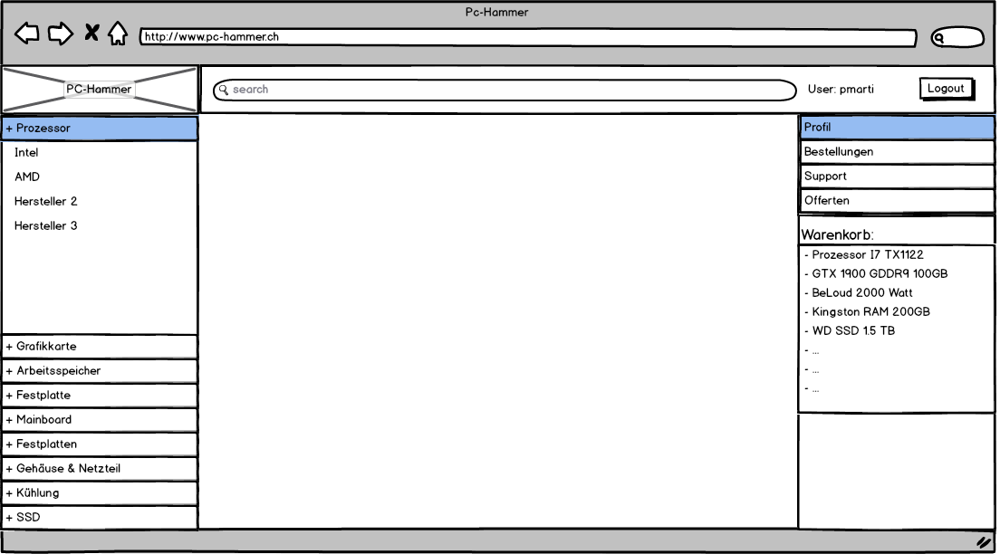 Pc-Hammer
http://www.pc-hammer.ch
PC-Hammer
search
User: pmarti
Logout
+ Prozessor
Intel
AMD
Hersteller 2
Hersteller 3
+ Grafikkarte
+ Arbeitsspeicher
+ Festplatte
+ Mainboard
+ Festplatten
+ Gehäuse & Netzteil
+ Kühlung
+ SSD
Profil
Bestellungen
Support
Offerten
Warenkorb:
- Prozessor I7 TX1122
- GTX 1900 GDDR9 100GB
- BeLoud 2000 Watt
- Kingston RAM 200GB
- WD SSD 1.5 TB
- ...
- ...
- ...